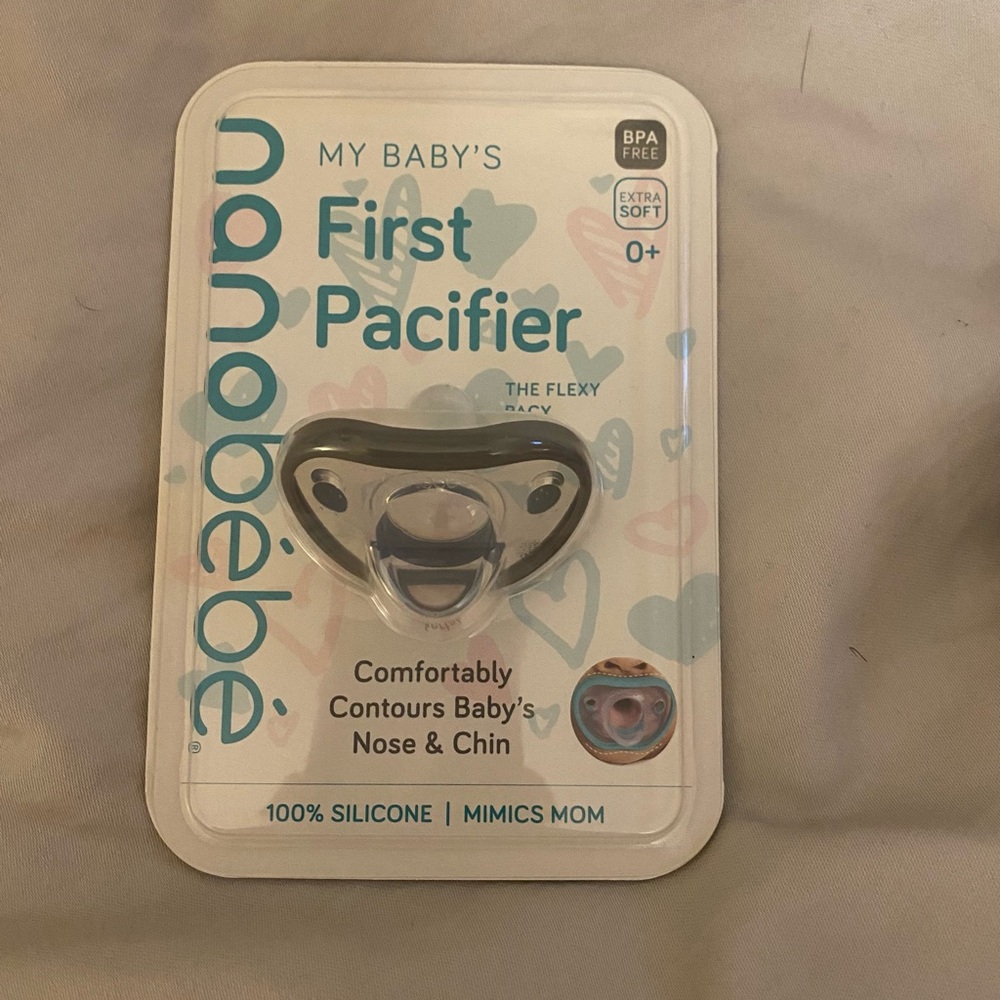 nanobébé®
MY BABY'S
First
Pacifier
BPA
FREE
EXTRA
SOFT
0+
THE FLEXY
PACY
Comfortably
Contours Baby's
Nose & Chin
100% SILICONE | MIMICS MOM